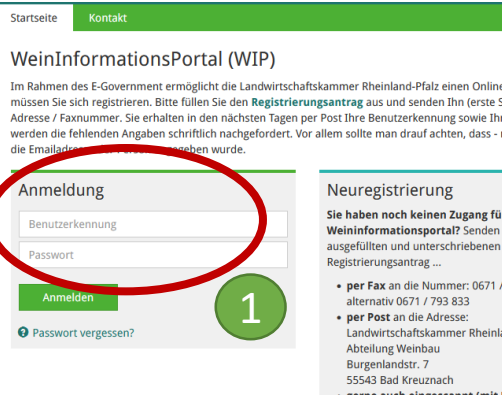 Startseite Kontakt
WeinInformationsPortal (WIP)
Im Rahmen des E-Government ermöglicht die Landwirtschaftskammer Rheinland-Pfalz einen Online
müssen Sie sich registrieren. Bitte füllen Sie den Registrierungsantrag aus und senden Ihn (erste S
Adresse / Faxnummer. Sie erhalten in den nächsten Tagen per Post Ihre Benutzerkennung sowie Ih
werden die fehlenden Angaben schriftlich nachgefordert. Vor allem sollte man drauf achten, dass -
die wurde.
Anmeldung
Benutzerkennung
Passwort
Anmelden
1
Passwort vergessen?
Neuregistrierung
Sie haben noch keinen Zugang fü
Weininformationsportal? Senden
ausgefüllten und unterschriebenen
Registrierungsantrag ...
• per Fax an die Nummer: 0671 /
alternativ 0671 / 793 833
• per Post an die Adresse:
Landwirtschaftskammer Rheinla
Abteilung Weinbau
Burgenlandstr. 7
55543 Bad Kreuznach